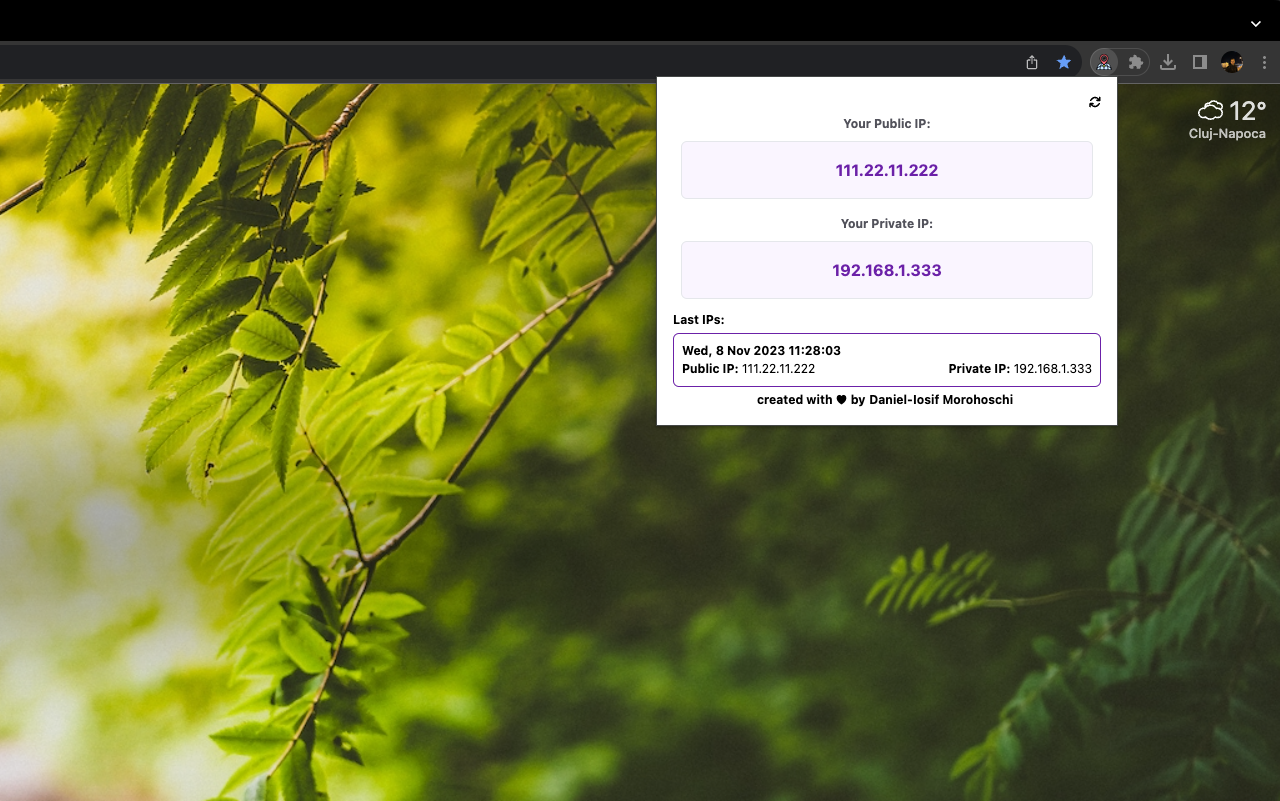 12°
Cluj-Napoca
Your Public IP:
111.22.11.222
Your Private IP:
192.168.1.333
Last IPs:
Wed, 8 Nov 2023 11:28:03
Public IP: 111.22.11.222 Private IP: 192.168.1.333
created with ♥ by Daniel-Iosif Morohoschi